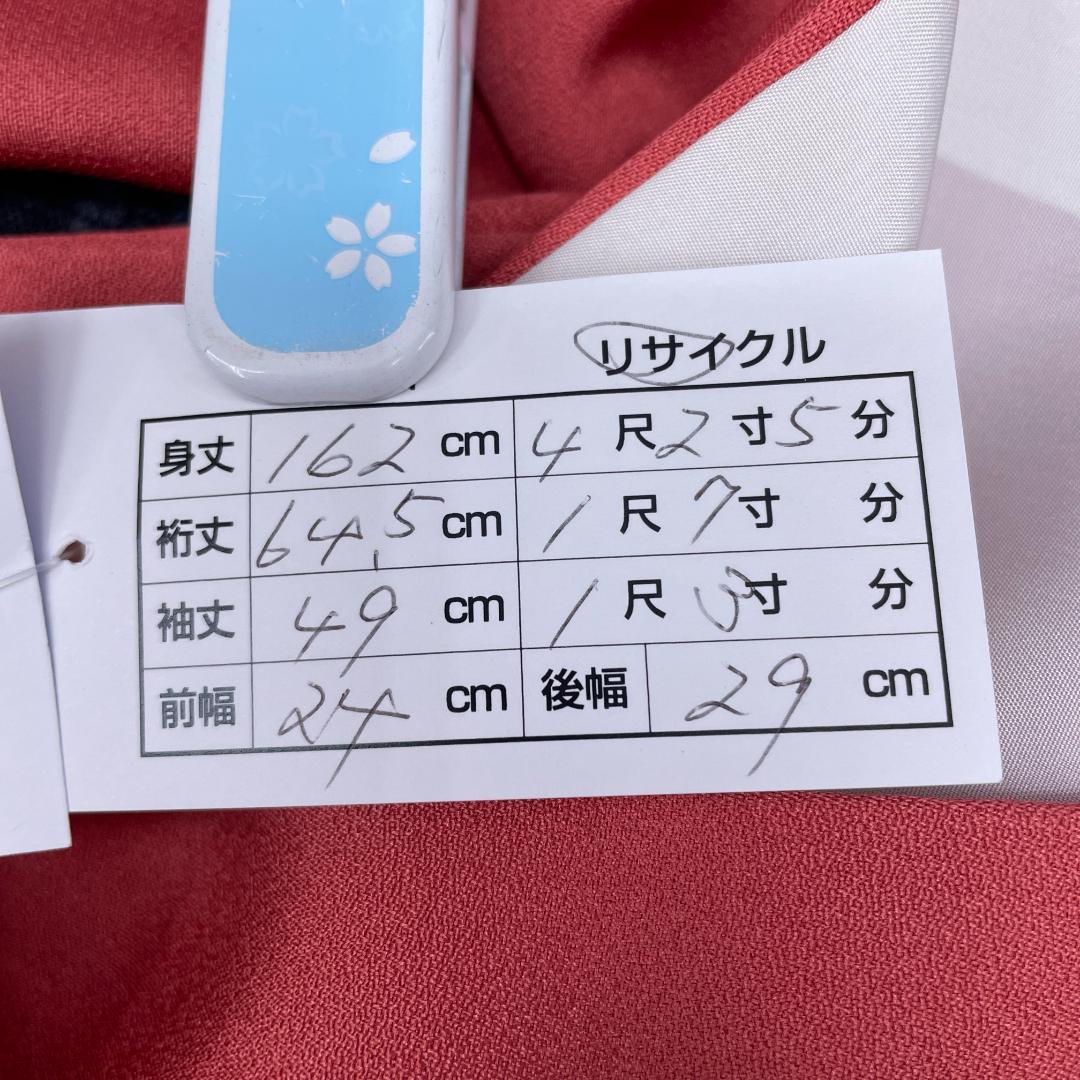 リサイクル
身丈 162 cm 4 尺 2 寸 5 分
裄丈 64.5 cm 1 尺 7 寸 分
袖丈 49 cm 1 尺 3 寸 分
前幅 24 cm 後幅 29 cm